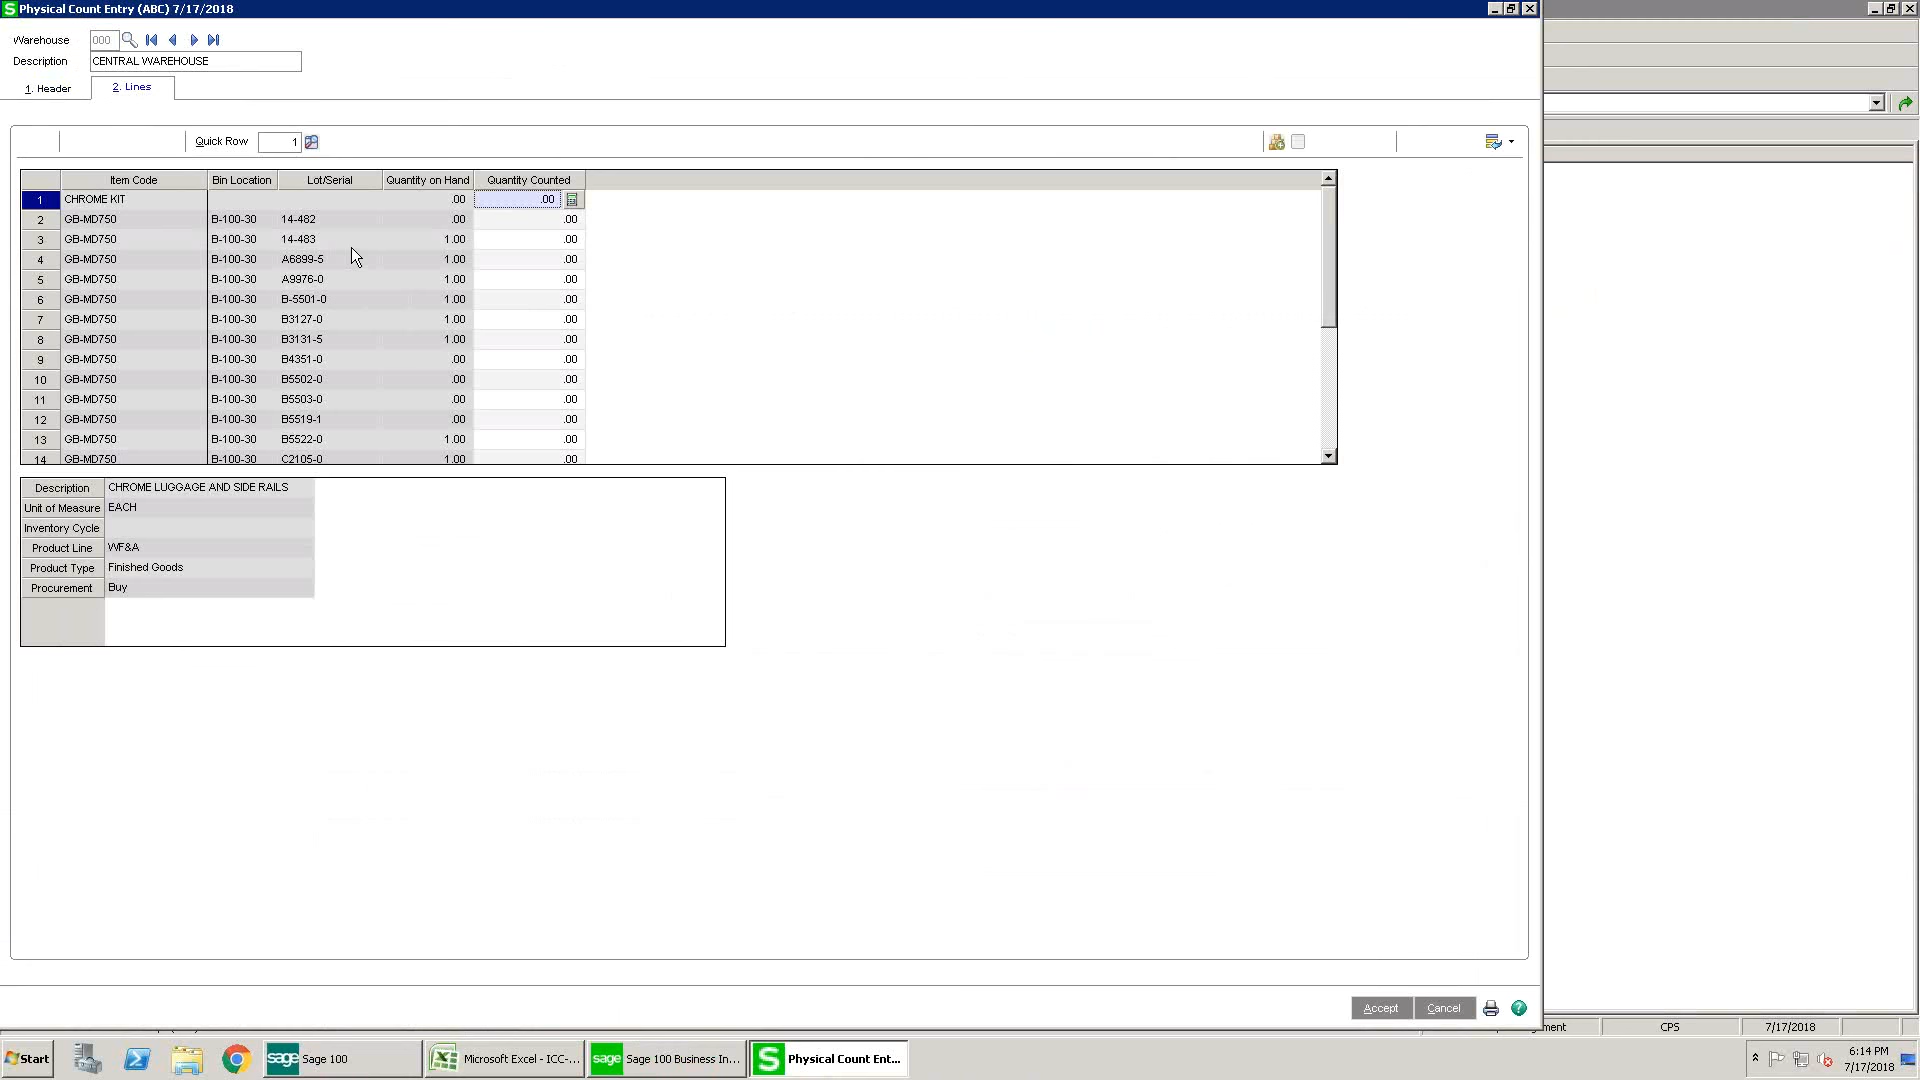 Physical Count Entry (ABC) 7/17/2018
Warehouse 000
Description CENTRAL WAREHOUSE
1. Header 2. Lines
Quick Row 1
Item Code Bin Location Lot/Serial Quantity on Hand Quantity Counted
1 CHROME KIT .00 .00
2 GB-MD750 B-100-30 14-482 .00 .00
3 GB-MD750 B-100-30 14-483 1.00 .00
4 GB-MD750 B-100-30 A6899-5 1.00 .00
5 GB-MD750 B-100-30 A9976-0 1.00 .00
6 GB-MD750 B-100-30 B-5501-0 1.00 .00
7 GB-MD750 B-100-30 B3127-0 1.00 .00
8 GB-MD750 B-100-30 B3131-5 1.00 .00
9 GB-MD750 B-100-30 B4351-0 .00 .00
10 GB-MD750 B-100-30 B5502-0 .00 .00
11 GB-MD750 B-100-30 B5503-0 .00 .00
12 GB-MD750 B-100-30 B5519-1 .00 .00
13 GB-MD750 B-100-30 B5522-0 1.00 .00
14 GB-MD750 B-100-30 C2105-0 1.00 .00
Description CHROME LUGGAGE AND SIDE RAILS
Unit of Measure EACH
Inventory Cycle
Product Line WF&A
Product Type Finished Goods
Procurement Buy
Accept Cancel
ment CPS 7/17/2018
Start sage Sage 100 Microsoft Excel - ICC-... sage Sage 100 Business In... S Physical Count Ent... 6:14 PM
7/17/2018